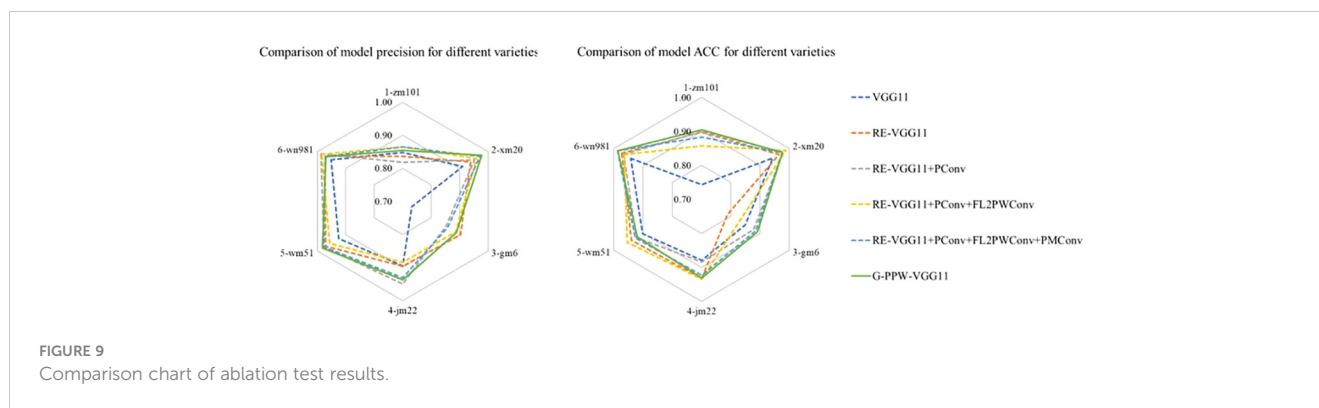 Comparison of model precision for different varieties
1-zm101
1.00
0.90
0.80
0.70
2-xm20
3-gm6
4-jm22
5-wm51
6-wn981
Comparison of model ACC for different varieties
1-zm101
1.00
0.90
0.80
0.70
2-xm20
3-gm6
4-jm22
5-wm51
6-wn981
VGG11
RE-VGG11
RE-VGG11+PConv
RE-VGG11+PConv+FL2PWConv
RE-VGG11+PConv+FL2PWConv+PMConv
G-PPW-VGG11
FIGURE 9
Comparison chart of ablation test results.